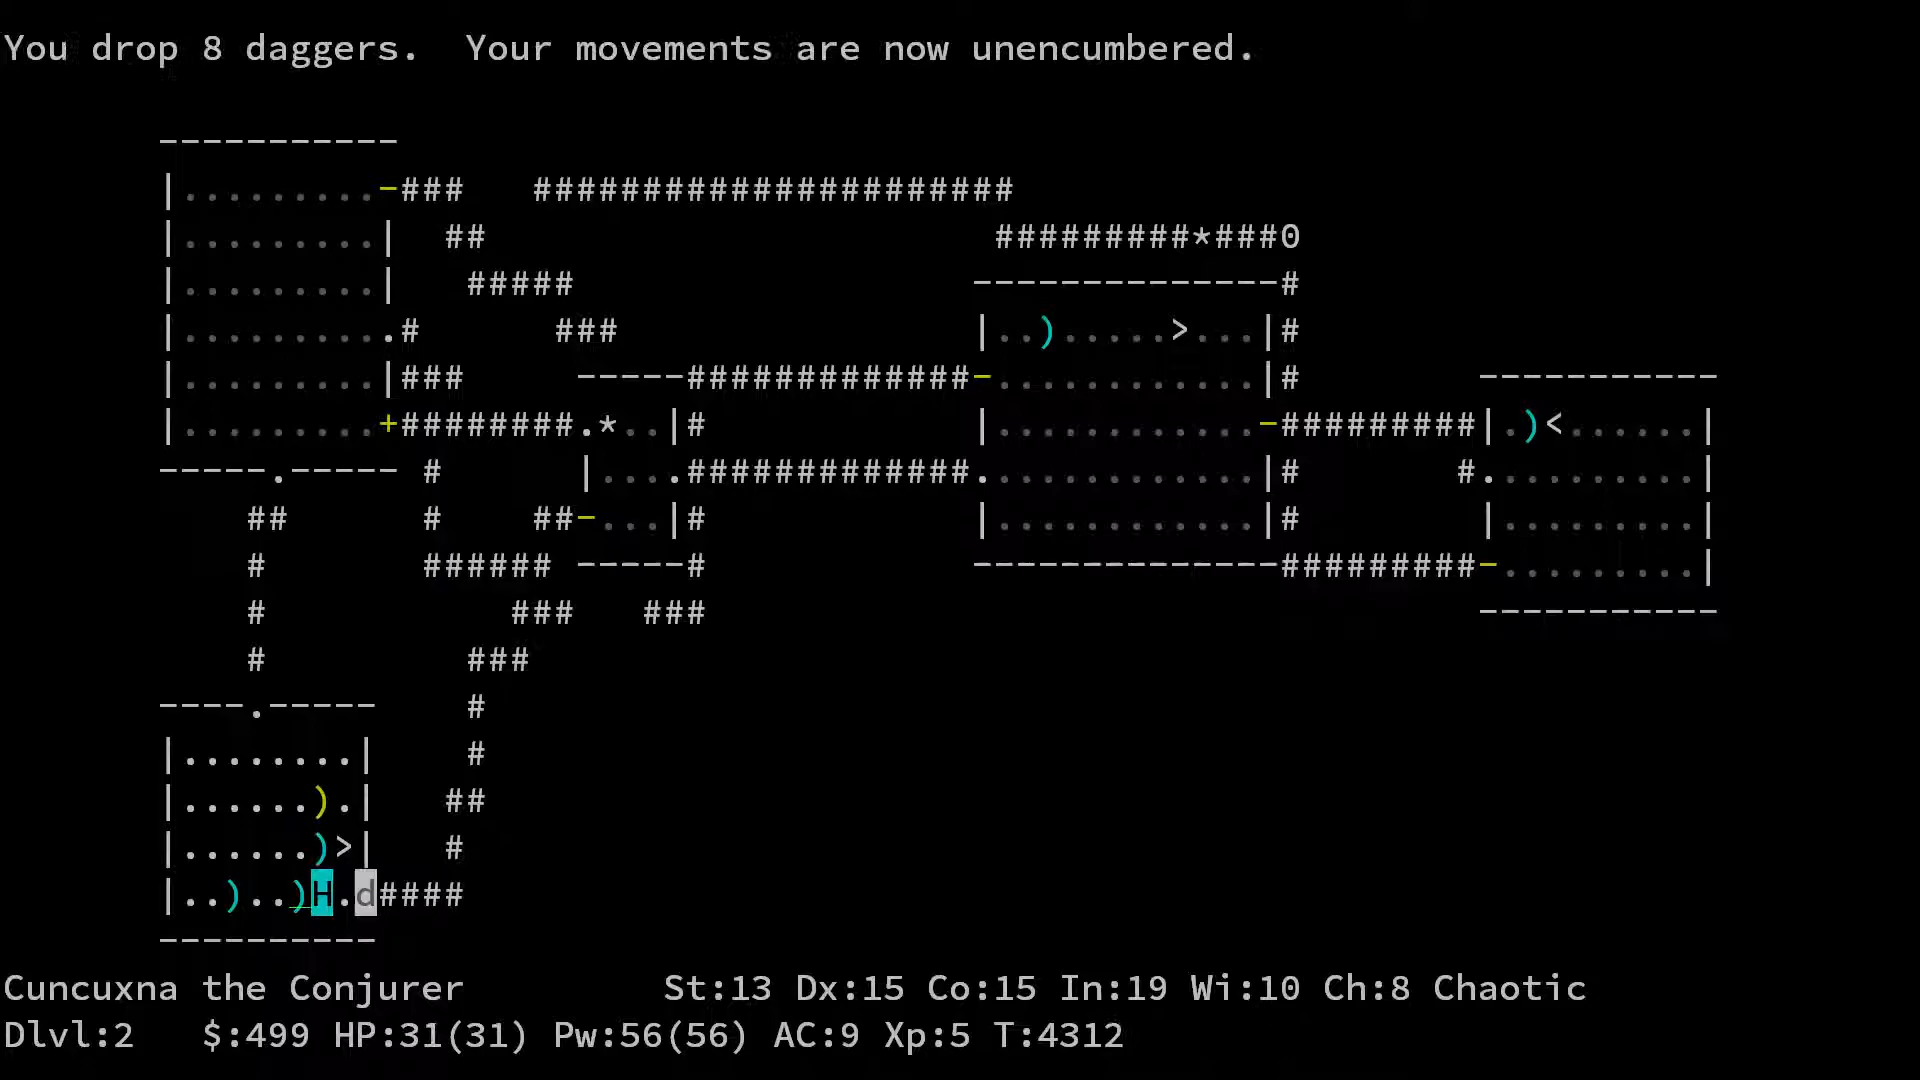 You drop 8 daggers.  Your movements are now unencumbered.
-----------
|.........-###   ######################
|.........|  ##                       #########*###0
|.........|   #####                  --------------#
|..........#      ###                |..).....>...|#
|.........|###     -----#############-............|#        -----------
|.........+########.*..|#            |............-#########|.)<......|
-----.----- #       |.....#############.............|#       #..........|
    ##      #    ##-...|#            |............|#        |.........|
    #       ###### -----#            --------------#########-.........|
    #           ###   ###                                   -----------
    #         ###
----.-----    #
|........|    #
|......).|   ##
|......)>|   #
|..)..)H.d####
----------
Cuncuxna the Conjurer         St:13 Dx:15 Co:15 In:19 Wi:10 Ch:8 Chaotic
Dlvl:2   $:499 HP:31(31) Pw:56(56) AC:9 Xp:5 T:4312